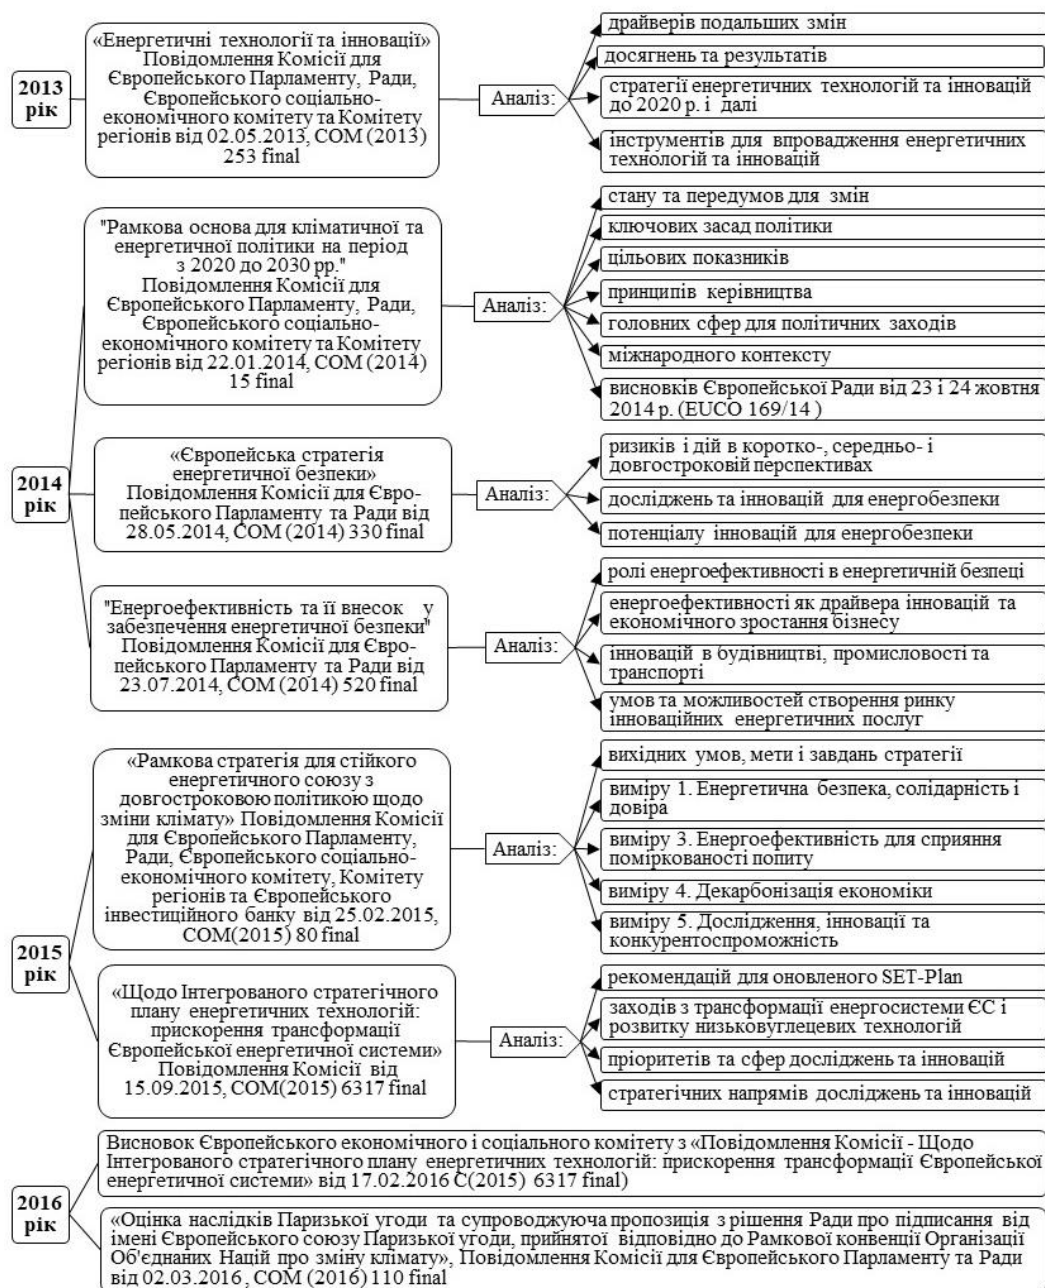 2013
рік
«Енергетичні технології та інновації»
Повідомлення Комісії для
Європейського Парламенту, Ради,
Європейського соціально-
економічного комітету та Комітету
регіонів від 02.05.2013, COM (2013)
253 final
Аналіз:
драйверів подальших змін
досягнень та результатів
стратегії енергетичних технологій та інновацій
до 2020 р. і далі
інструментів для впровадження енергетичних
технологій та інновацій
2014
рік
"Рамкова основа для кліматичної та
енергетичної політики на період
з 2020 до 2030 рр."
Повідомлення Комісії для
Європейського Парламенту, Ради,
Європейського соціально-
економічного комітету та Комітету
регіонів від 22.01.2014, COM (2014)
15 final
Аналіз:
стану та передумов для змін
ключових засад політики
цільових показників
принципів керівництва
головних сфер для політичних заходів
міжнародного контексту
висновків Європейської Ради від 23 і 24 жовтня
2014 р. (EUCO 169/14 )
«Європейська стратегія
енергетичної безпеки»
Повідомлення Комісії для Євро-
пейського Парламенту та Ради від
28.05.2014, COM (2014) 330 final
Аналіз:
ризиків і дій в коротко-, середньо- і
довгостроковій перспективах
досліджень та інновацій для енергобезпеки
потенціалу інновацій для енергобезпеки
"Енергоефективність та її внесок у
забезпечення енергетичної безпеки"
Повідомлення Комісії для Євро-
пейського Парламенту та Ради від
23.07.2014, COM (2014) 520 final
Аналіз:
ролі енергоефективності в енергетичній безпеці
енергоефективності як драйвера інновацій та
економічного зростання бізнесу
інновацій в будівництві, промисловості та
транспорті
умов та можливостей створення ринку
інноваційних енергетичних послуг
2015
рік
«Рамкова стратегія для стійкого
енергетичного союзу з
довгостроковою політикою щодо
зміни клімату» Повідомлення Комісії
для Європейського Парламенту,
Ради, Європейського соціально-
економічного комітету, Комітету
регіонів та Європейського
інвестиційного банку від 25.02.2015,
COM(2015) 80 final
Аналіз:
вихідних умов, мети і завдань стратегії
виміру 1. Енергетична безпека, солідарність і
довіра
виміру 3. Енергоефективність для сприяння
поміркованості попиту
виміру 4. Декарбонізація економіки
виміру 5. Дослідження, інновації та
конкурентоспроможність
«Щодо Інтегрованого стратегічного
плану енергетичних технологій:
прискорення трансформації
Європейської енергетичної системи»
Повідомлення Комісії від
15.09.2015, COM(2015) 6317 final
Аналіз:
рекомендацій для оновленого SET-Plan
заходів з трансформації енергосистеми ЄС і
розвитку низьковуглецевих технологій
пріоритетів та сфер досліджень та інновацій
стратегічних напрямів досліджень та інновацій
2016
рік
Висновок Європейського економічного і соціального комітету з «Повідомлення Комісії - Щодо
Інтегрованого стратегічного плану енергетичних технологій: прискорення трансформації Європейської
енергетичної системи» від 17.02.2016 C(2015) 6317 final)
«Оцінка наслідків Паризької угоди та супроводжуюча пропозиція з рішення Ради про підписання від
імені Європейського союзу Паризької угоди, прийнятої відповідно до Рамкової конвенції Організації
Об'єднаних Націй про зміну клімату», Повідомлення Комісії для Європейського Парламенту та Ради
від 02.03.2016, COM (2016) 110 final